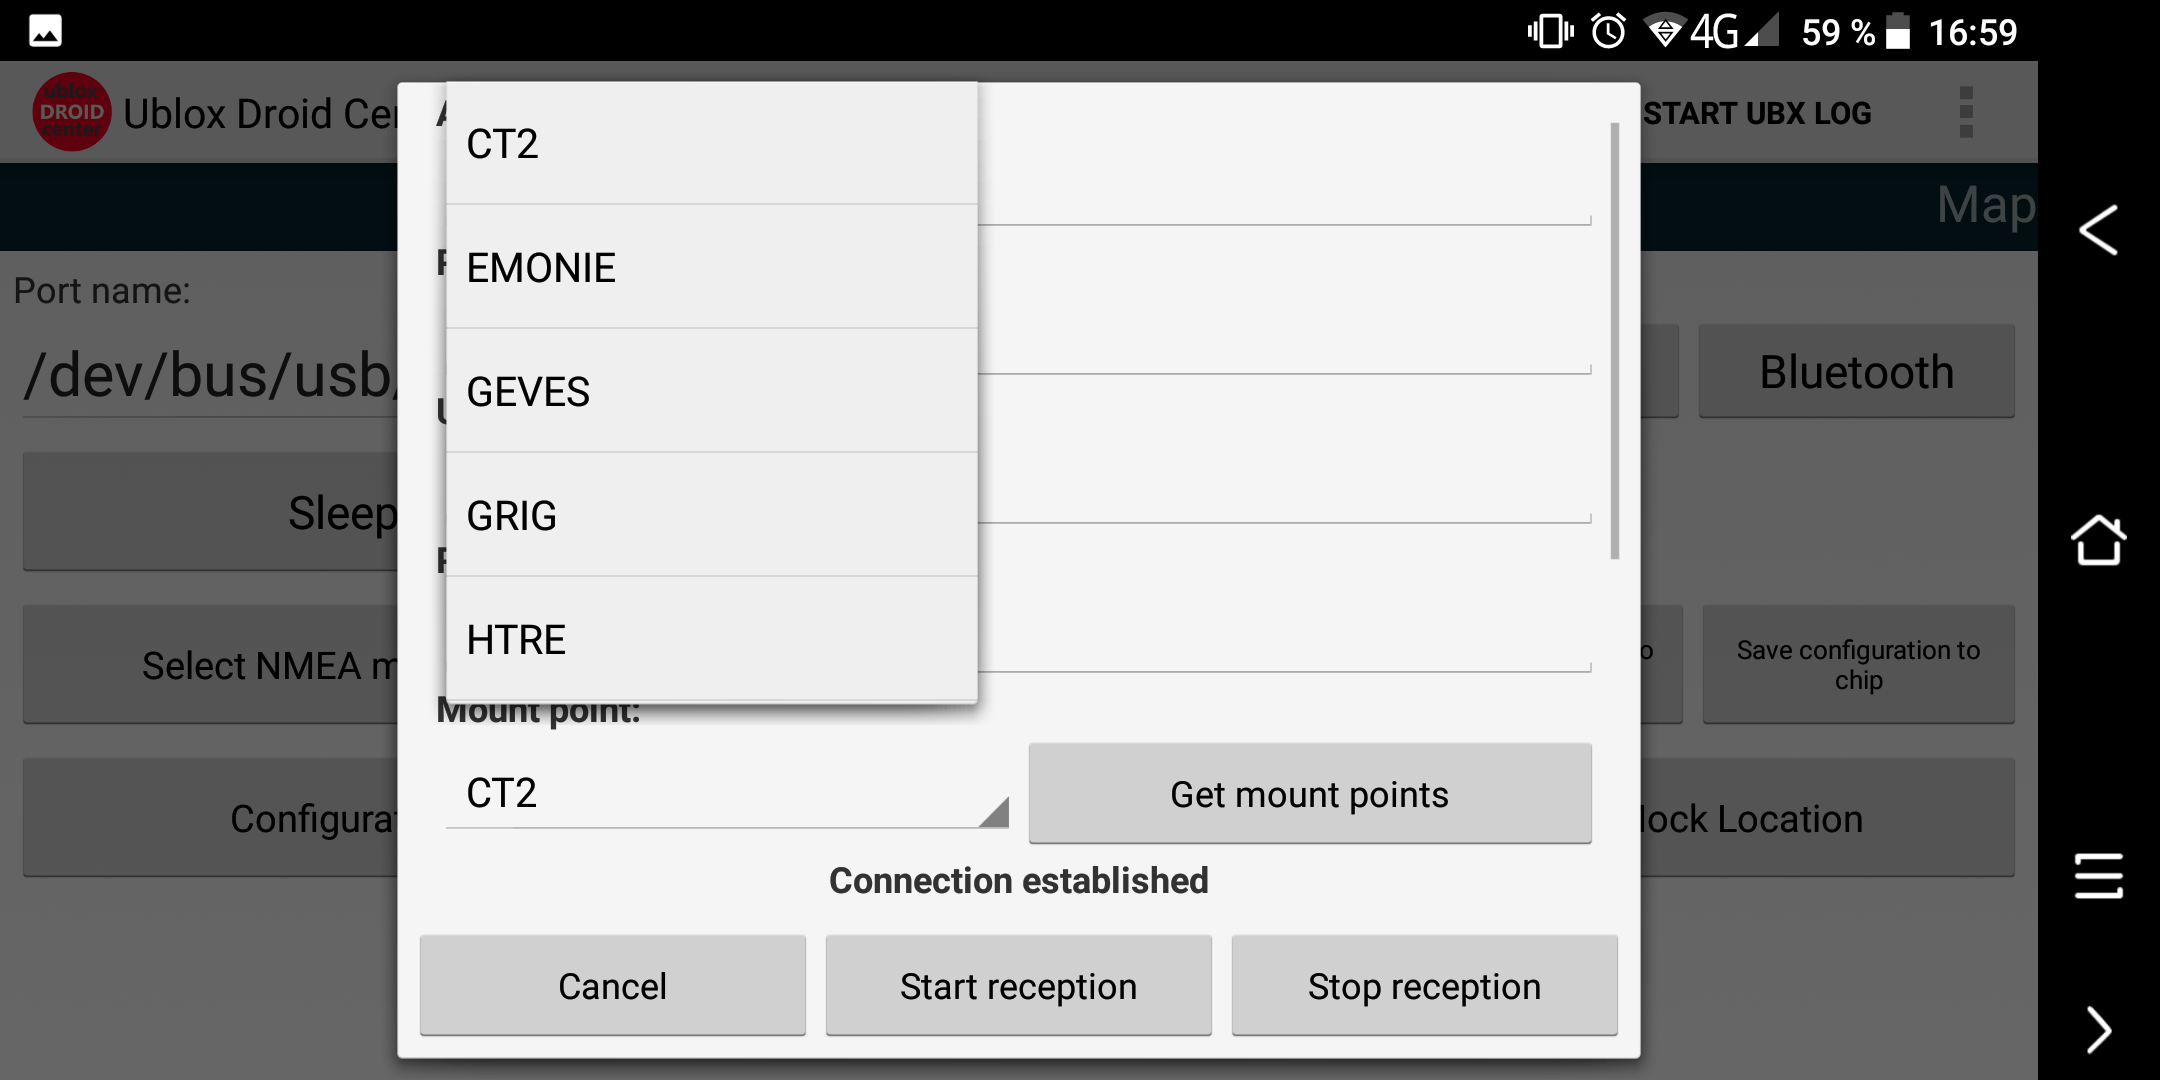 4G 59 % 16:59
ublox
DROID
center
Ublox Droid Cer
START UBX LOG
Map
Port name:
/dev/bus/usb/
Bluetooth
Sleep
Select NMEA m
Save configuration to
chip
Configurat
lock Location
CT2
EMONIE
GEVES
GRIG
HTRE
Mount point:
CT2
Get mount points
Connection established
Cancel
Start reception
Stop reception